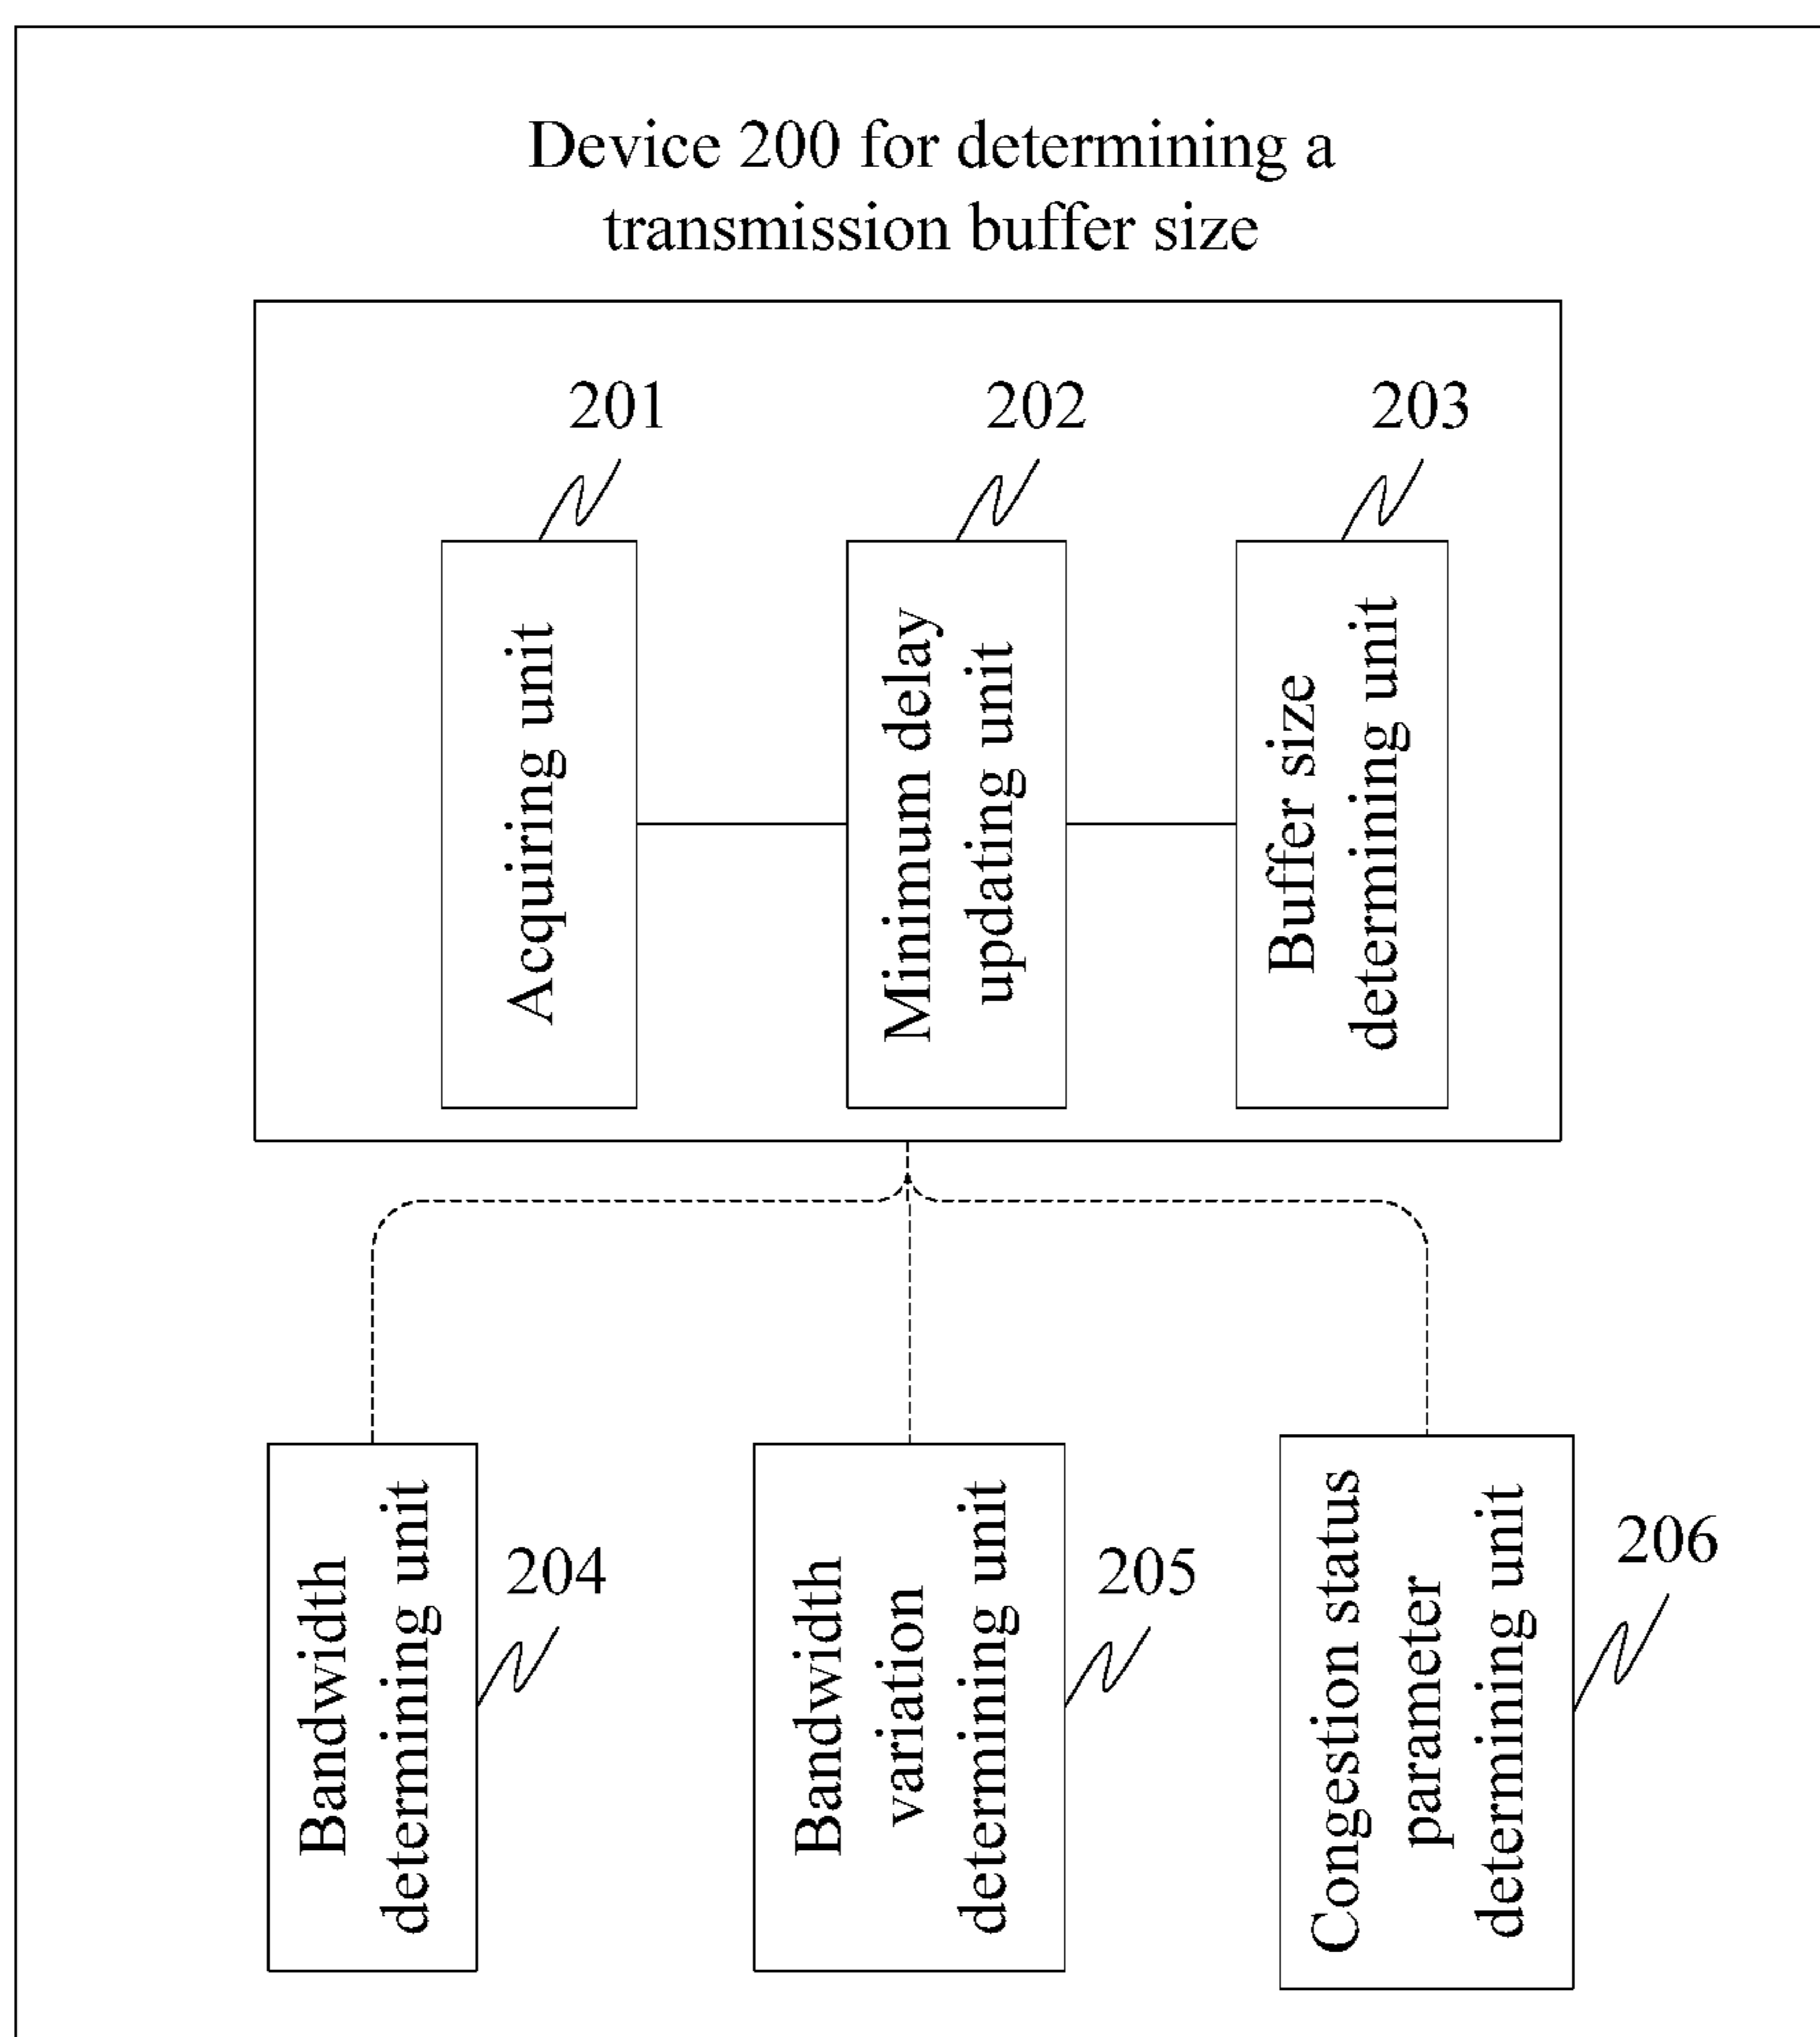 Device 200 for determining a
transmission buffer size
201
202
203
Acquiring unit
Minimum delay
updating unit
Buffer size
determining unit
Bandwidth
determining unit
204
Bandwidth
variation
determining unit
205
Congestion status
parameter
determining unit
206